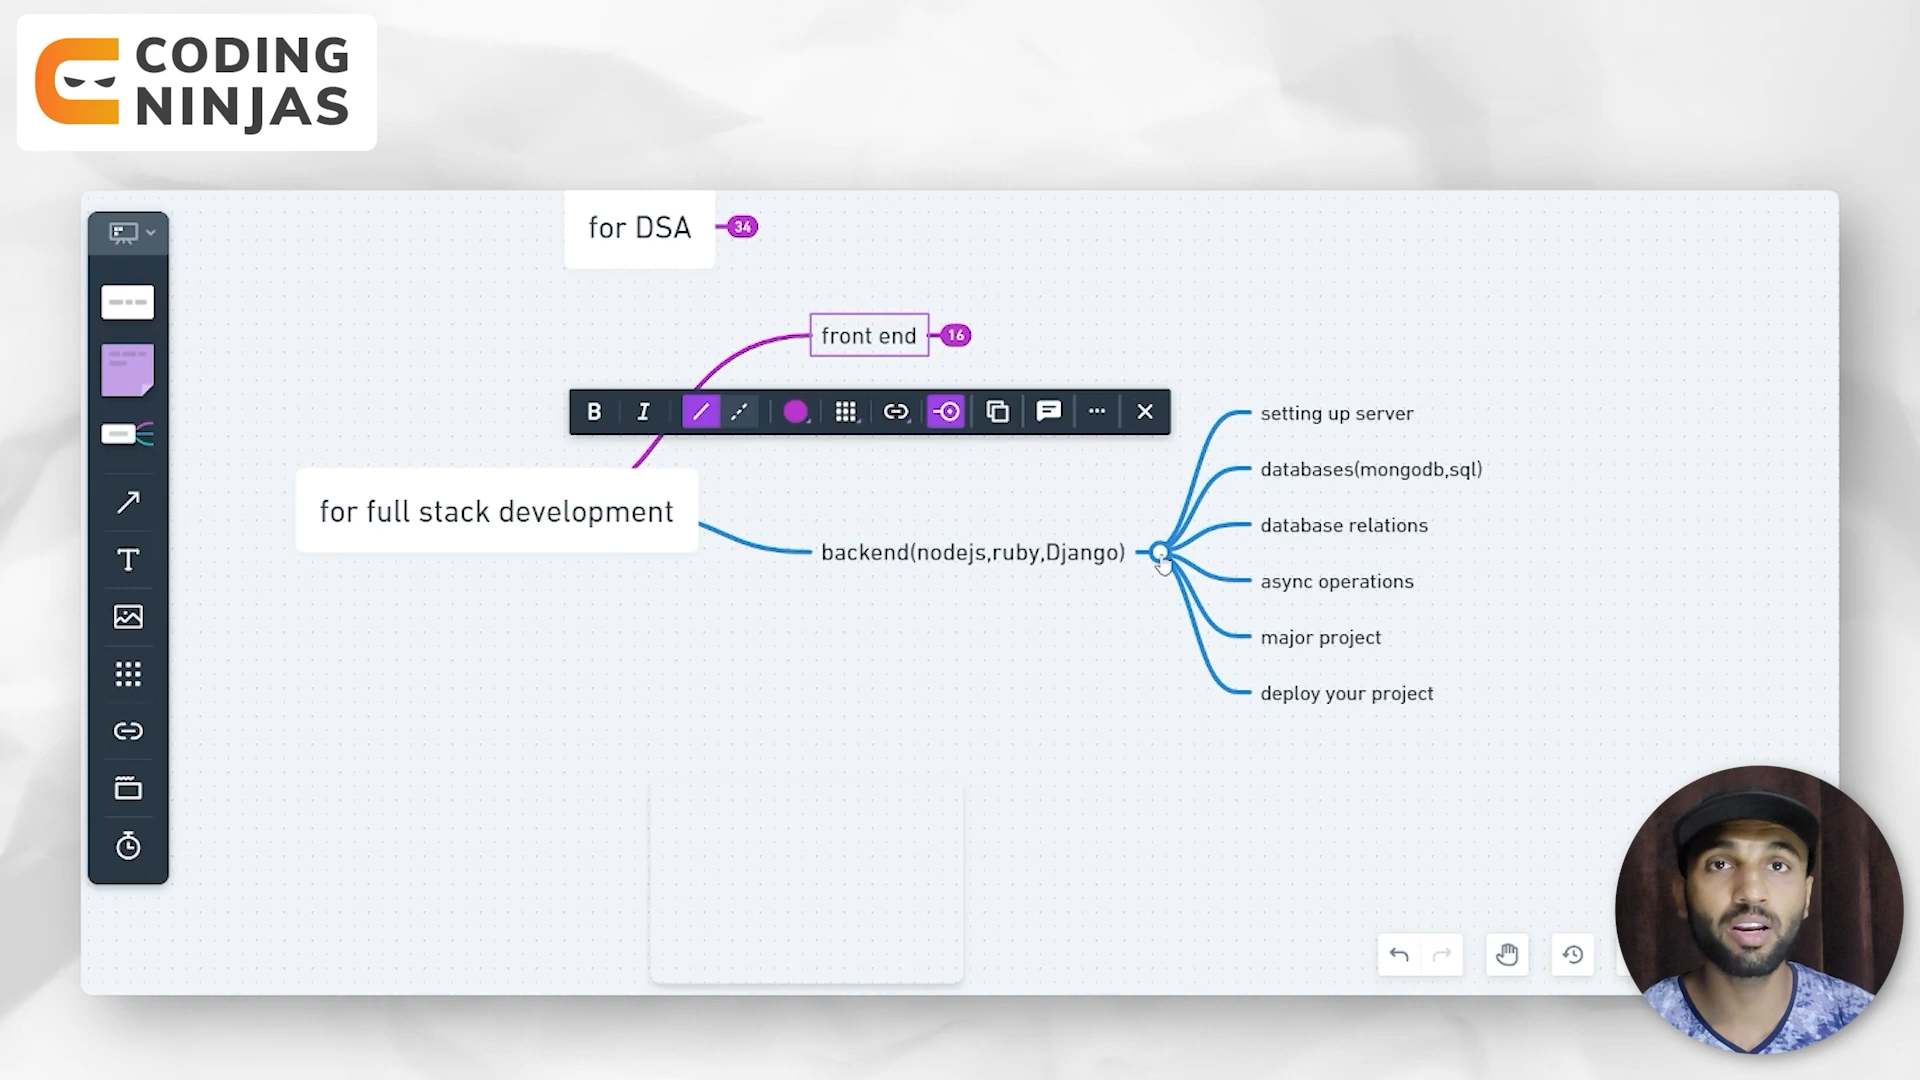 CODING
NINJAS
for DSA
34
front end
16
B I
setting up server
databases(mongodb,sql)
for full stack development
database relations
backend(nodejs,ruby,Django)
async operations
major project
deploy your project
T